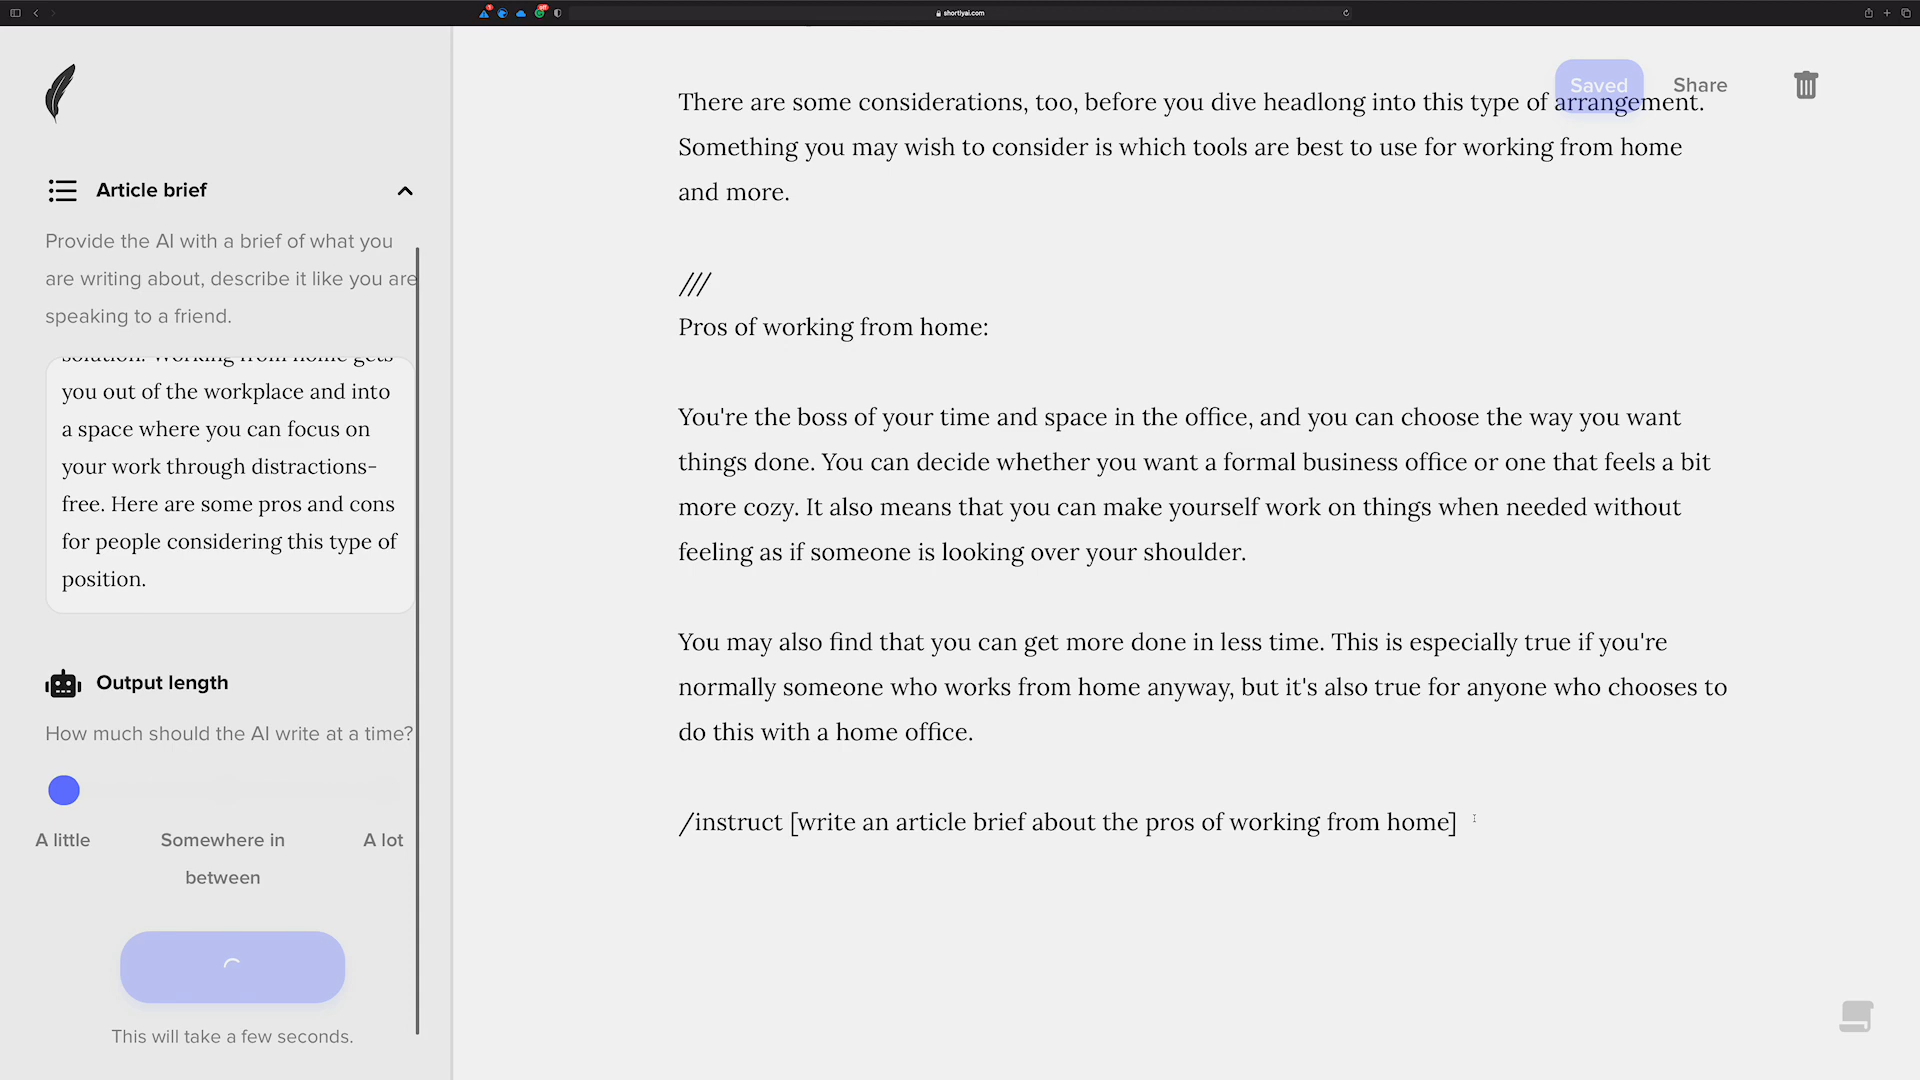 shortlyai.com
Saved
Share
Article brief
Provide the AI with a brief of what you
are writing about, describe it like you are
speaking to a friend.
solution. Working from home gets
you out of the workplace and into
a space where you can focus on
your work through distractions-
free. Here are some pros and cons
for people considering this type of
position.
Output length
How much should the AI write at a time?
A little
Somewhere in
between
A lot
This will take a few seconds.
There are some considerations, too, before you dive headlong into this type of arrangement.
Something you may wish to consider is which tools are best to use for working from home
and more.
///
Pros of working from home:
You're the boss of your time and space in the office, and you can choose the way you want
things done. You can decide whether you want a formal business office or one that feels a bit
more cozy. It also means that you can make yourself work on things when needed without
feeling as if someone is looking over your shoulder.
You may also find that you can get more done in less time. This is especially true if you're
normally someone who works from home anyway, but it's also true for anyone who chooses to
do this with a home office.
/instruct [write an article brief about the pros of working from home]